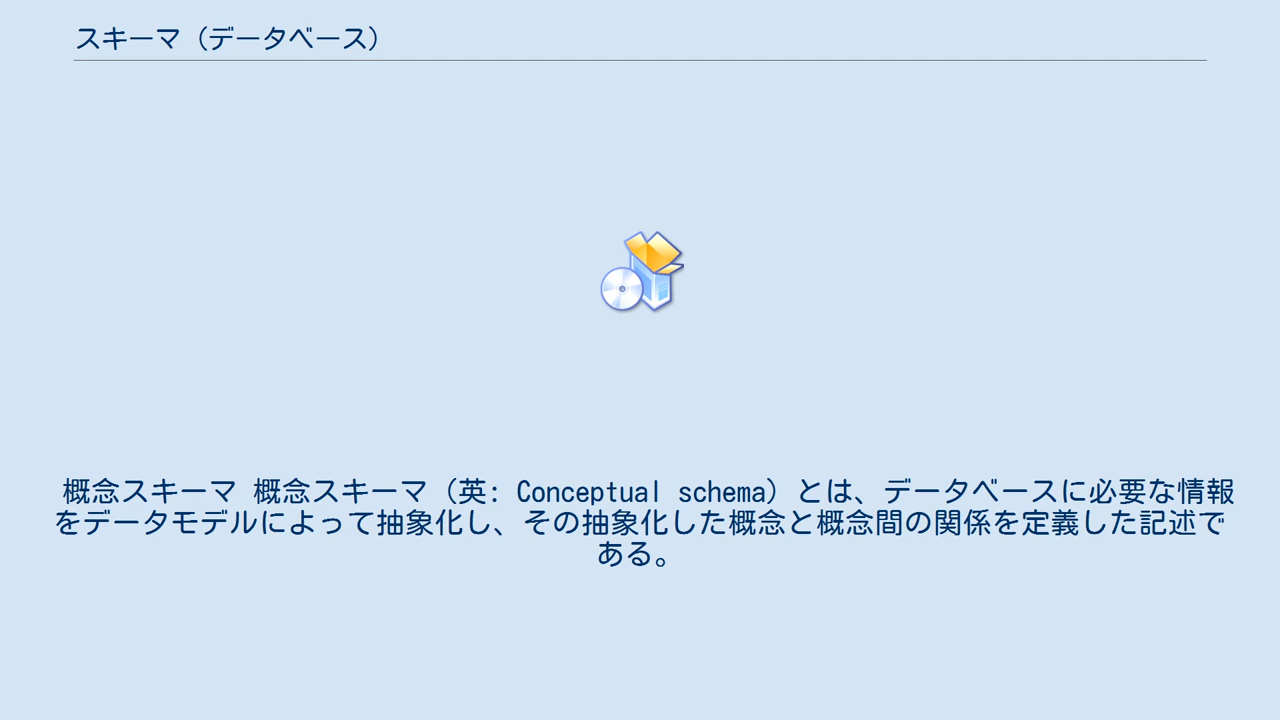 スキーマ（データベース）
概念スキーマ 概念スキーマ（英: Conceptual schema）とは、データベースに必要な情報
をデータモデルによって抽象化し、その抽象化した概念と概念間の関係を定義した記述で
ある。